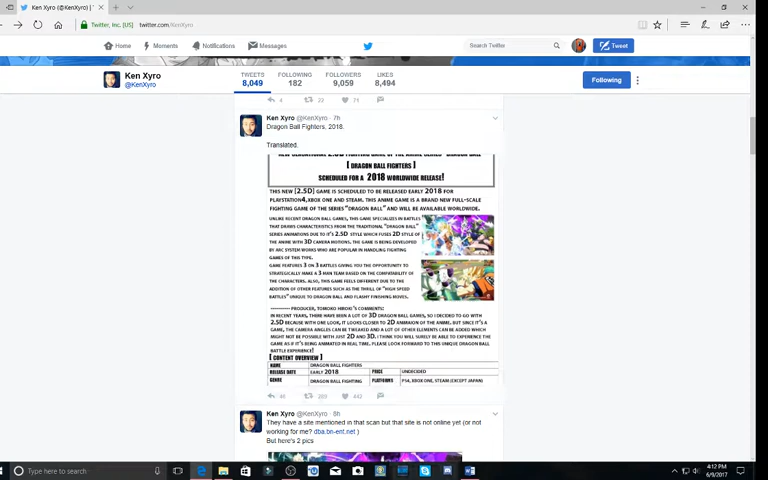 Ken Xyro (@KenXyro) | T
Twitter, Inc. [US]
twitter.com/KenXyro
Home
Moments
Notifications
Messages
Search Twitter
Tweet
Ken Xyro
@KenXyro
TWEETS
8,049
FOLLOWING
182
FOLLOWERS
9,059
LIKES
8,494
Following
4
22
71
Ken Xyro @KenXyro · 7h
Dragon Ball Fighters, 2018.
Translated.
[ DRAGON BALL FIGHTERS ]
SCHEDULED FOR A 2018 WORLDWIDE RELEASE!
THIS NEW [2.5D] GAME IS SCHEDULED TO BE RELEASED EARLY 2018 FOR
PLAYSTATION4, XBOX ONE AND STEAM. THIS ANIME GAME IS A BRAND NEW FULL-SCALE
FIGHTING GAME OF THE SERIES "DRAGON BALL" AND WILL BE AVAILABLE WORLDWIDE.
UNLIKE RECENT DRAGON BALL GAMES, THIS GAME SPECIALIZES IN BATTLES
THAT DRAWS CHARACTERISTICS FROM THE TRADITIONAL "DRAGON BALL"
SERIES ANIMATIONS DUE TO IT'S 2.5D STYLE WHICH FUSES 2D STYLE OF
THE ANIME WITH 3D CAMERA MOTIONS. THE GAME IS BEING DEVELOPED
BY ARC SYSTEM WORKS WHO ARE POPULAR IN HANDLING FIGHTING
GAMES OF THIS TYPE.
GAME FEATURES 3 ON 3 BATTLES GIVING YOU THE OPPORTUNITY TO
STRATEGICALLY MAKE A 3 MAN TEAM BASED ON THE COMPATABILITY OF
THE CHARACTERS. ALSO, THIS GAME FEELS DIFFERENT DUE TO THE
ADDITION OF OTHER FEATURES SUCH AS THE THRILL OF "HIGH SPEED
BATTLES" UNIQUE TO DRAGON BALL AND FLASHY FINISHING MOVES.
PRODUCER, TOMOKO HIROKI'S COMMENTS:
IN RECENT YEARS, THERE HAVE BEEN A LOT OF 3D DRAGON BALL GAMES, SO I DECIDED TO GO WITH
2.5D BECAUSE WITH ONE LOOK, IT LOOKS CLOSER TO 2D ANIMAION OF THE ANIME. BUT SINCE IT'S A
GAME, THE CAMERA ANGLES CAN BE TWEAKED AND A LOT OF OTHER ELEMENTS CAN BE ADDED WHICH
MIGHT NOT BE POSSIBLE WITH JUST 2D AND 3D. I THINK YOU WILL SURELY BE ABLE TO EXPERIENCE THE
GAME AS IF IT'S BEING ANIMATED IN REAL TIME. PLEASE LOOK FORWARD TO THIS UNIQUE DRAGON BALL
BATTLE EXPERIENCE!
[ CONTENT OVERVIEW ]
NAME DRAGON BALL FIGHTERS
RELEASE DATE EARLY 2018 PRICE UNDECIDED
GENRE DRAGON BALL FIGHTING PLATFORMS PS4, XBOX ONE, STEAM (EXCEPT JAPAN)
442
Ken Xyro @KenXyro · 8h
They have a site mentioned in that scan but that site is not online yet (or not
working for me? dba.bn-ent.net )
But here's 2 pics
Type here to search
4:12 PM
6/9/2017